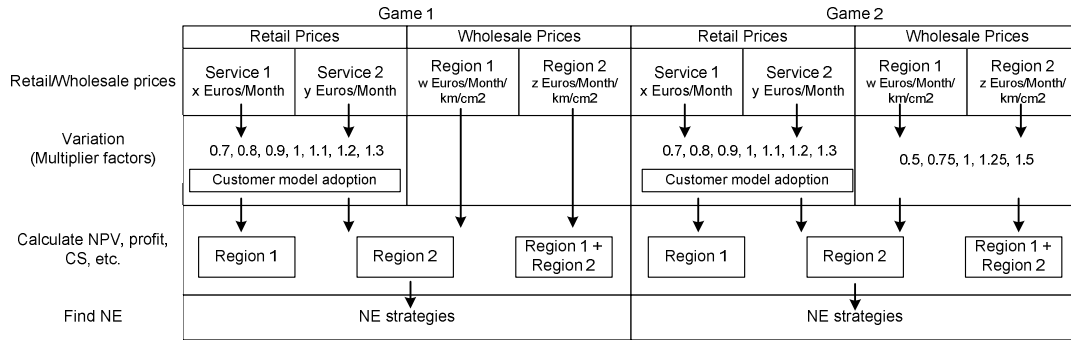 Game 1
Game 2
Retail Prices
Wholesale Prices
Retail Prices
Wholesale Prices
Retail/Wholesale prices
Service 1
x Euros/Month
Service 2
y Euros/Month
Region 1
w Euros/Month/
km/cm2
Region 2
z Euros/Month/
km/cm2
Service 1
x Euros/Month
Service 2
y Euros/Month
Region 1
w Euros/Month/
km/cm2
Region 2
z Euros/Month/
km/cm2
Variation
(Multiplier factors)
0.7, 0.8, 0.9, 1, 1.1, 1.2, 1.3
Customer model adoption
0.7, 0.8, 0.9, 1, 1.1, 1.2, 1.3
Customer model adoption
0.5, 0.75, 1, 1.25, 1.5
Calculate NPV, profit,
CS, etc.
Region 1
Region 2
Region 1 +
Region 2
Region 1
Region 2
Region 1 +
Region 2
Find NE
NE strategies
NE strategies